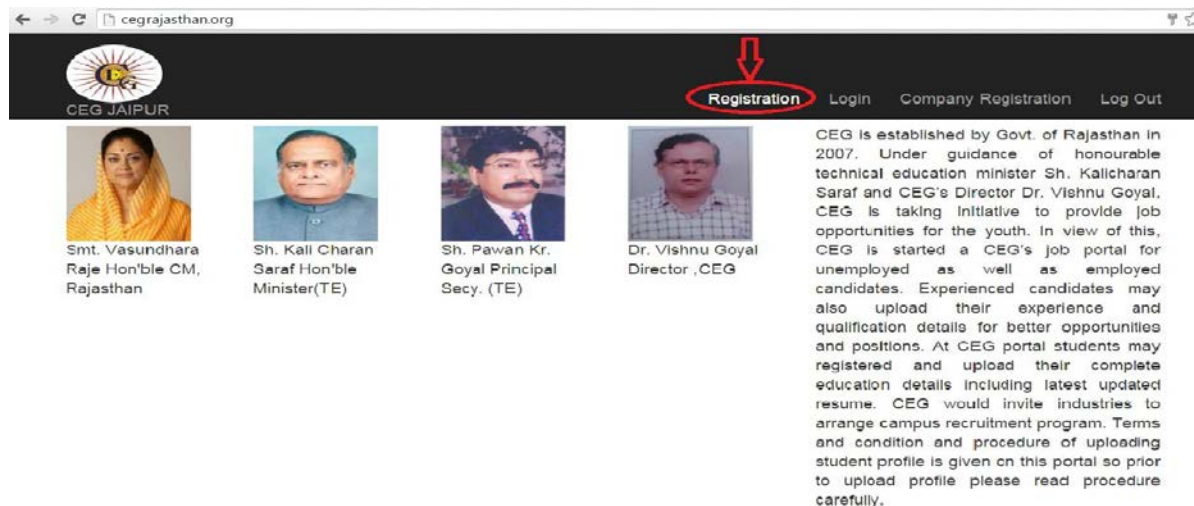 cegrajasthan.org
CEG
CEG JAIPUR
Registration Login Company Registration Log Out
Smt. Vasundhara
Raje Hon'ble CM,
Rajasthan
Sh. Kali Charan
Saraf Hon'ble
Minister(TE)
Sh. Pawan Kr.
Goyal Principal
Secy. (TE)
Dr. Vishnu Goyal
Director ,CEG
CEG is established by Govt. of Rajasthan in
2007. Under guidance of honourable
technical education minister Sh. Kalicharan
Saraf and CEG's Director Dr. Vishnu Goyal,
CEG is taking initiative to provide job
opportunities for the youth. In view of this,
CEG is started a CEG's job portal for
unemployed as well as employed
candidates. Experienced candidates may
also upload their experience and
qualification details for better opportunities
and positions. At CEG portal students may
registered and upload their complete
education details including latest updated
resume. CEG would invite industries to
arrange campus recruitment program. Terms
and condition and procedure of uploading
student profile is given on this portal so prior
to upload profile please read procedure
carefully.